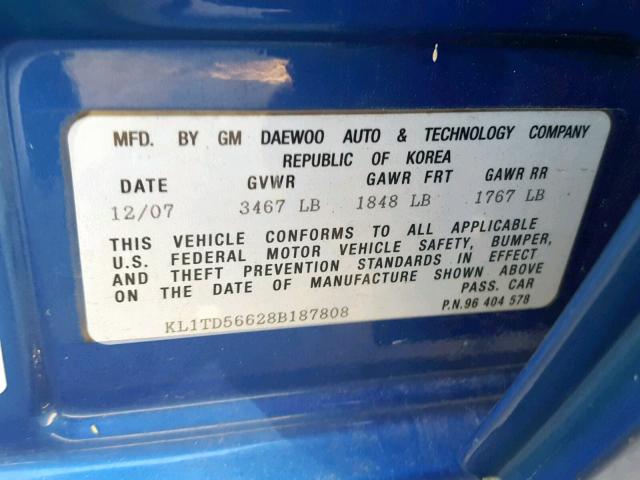 MFD. BY GM DAEWOO AUTO & TECHNOLOGY COMPANY
REPUBLIC OF KOREA
DATE GVWR GAWR FRT GAWR RR
12/07 3467 LB 1848 LB 1767 LB
THIS VEHICLE CONFORMS TO ALL APPLICABLE
U.S. FEDERAL MOTOR VEHICLE SAFETY, BUMPER,
AND THEFT PREVENTION STANDARDS IN EFFECT
ON THE DATE OF MANUFACTURE SHOWN ABOVE
PASS. CAR
KL1TD56628B187808 P.N.96 404 578